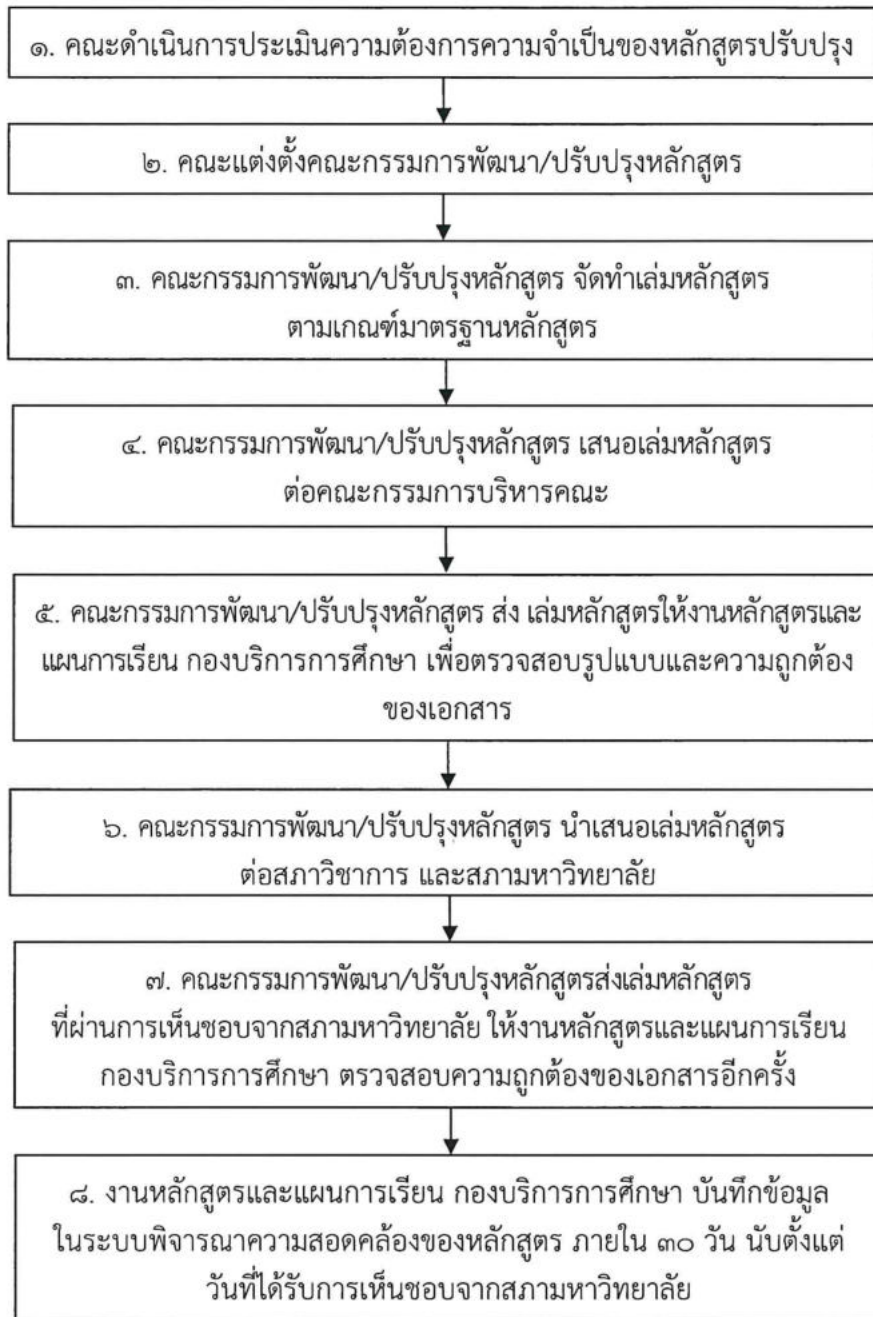 ๑. คณะดำเนินการประเมินความต้องการความจำเป็นของหลักสูตรปรับปรุง
๒. คณะแต่งตั้งคณะกรรมการพัฒนา/ปรับปรุงหลักสูตร
๓. คณะกรรมการพัฒนา/ปรับปรุงหลักสูตร จัดทำเล่มหลักสูตร
ตามเกณฑ์มาตรฐานหลักสูตร
๔. คณะกรรมการพัฒนา/ปรับปรุงหลักสูตร เสนอเล่มหลักสูตร
ต่อคณะกรรมการบริหารคณะ
๕. คณะกรรมการพัฒนา/ปรับปรุงหลักสูตร ส่ง เล่มหลักสูตรให้งานหลักสูตรและ
แผนการเรียน กองบริการการศึกษา เพื่อตรวจสอบรูปแบบและความถูกต้อง
ของเอกสาร
๖. คณะกรรมการพัฒนา/ปรับปรุงหลักสูตร นำเสนอเล่มหลักสูตร
ต่อสภาวิชาการ และสภามหาวิทยาลัย
๗. คณะกรรมการพัฒนา/ปรับปรุงหลักสูตรส่งเล่มหลักสูตร
ที่ผ่านการเห็นชอบจากสภามหาวิทยาลัย ให้งานหลักสูตรและแผนการเรียน
กองบริการการศึกษา ตรวจสอบความถูกต้องของเอกสารอีกครั้ง
๘. งานหลักสูตรและแผนการเรียน กองบริการการศึกษา บันทึกข้อมูล
ในระบบพิจารณาความสอดคล้องของหลักสูตร ภายใน ๓๐ วัน นับตั้งแต่
วันที่ได้รับการเห็นชอบจากสภามหาวิทยาลัย